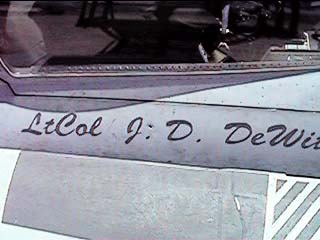 LtCol J. D. DeWit